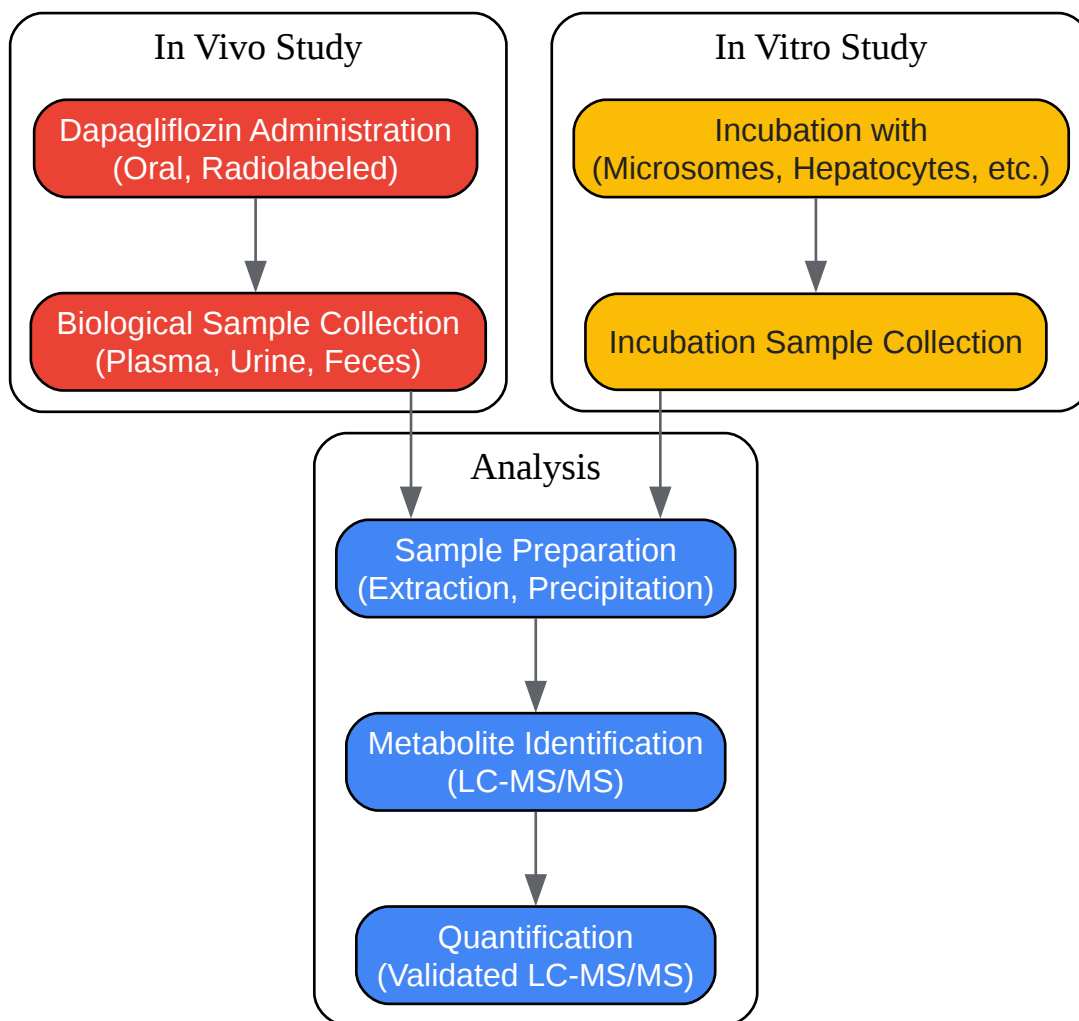 In Vivo Study
Dapagliflozin Administration
(Oral, Radiolabeled)
Biological Sample Collection
(Plasma, Urine, Feces)
In Vitro Study
Incubation with
(Microsomes, Hepatocytes, etc.)
Incubation Sample Collection
Analysis
Sample Preparation
(Extraction, Precipitation)
Metabolite Identification
(LC-MS/MS)
Quantification
(Validated LC-MS/MS)